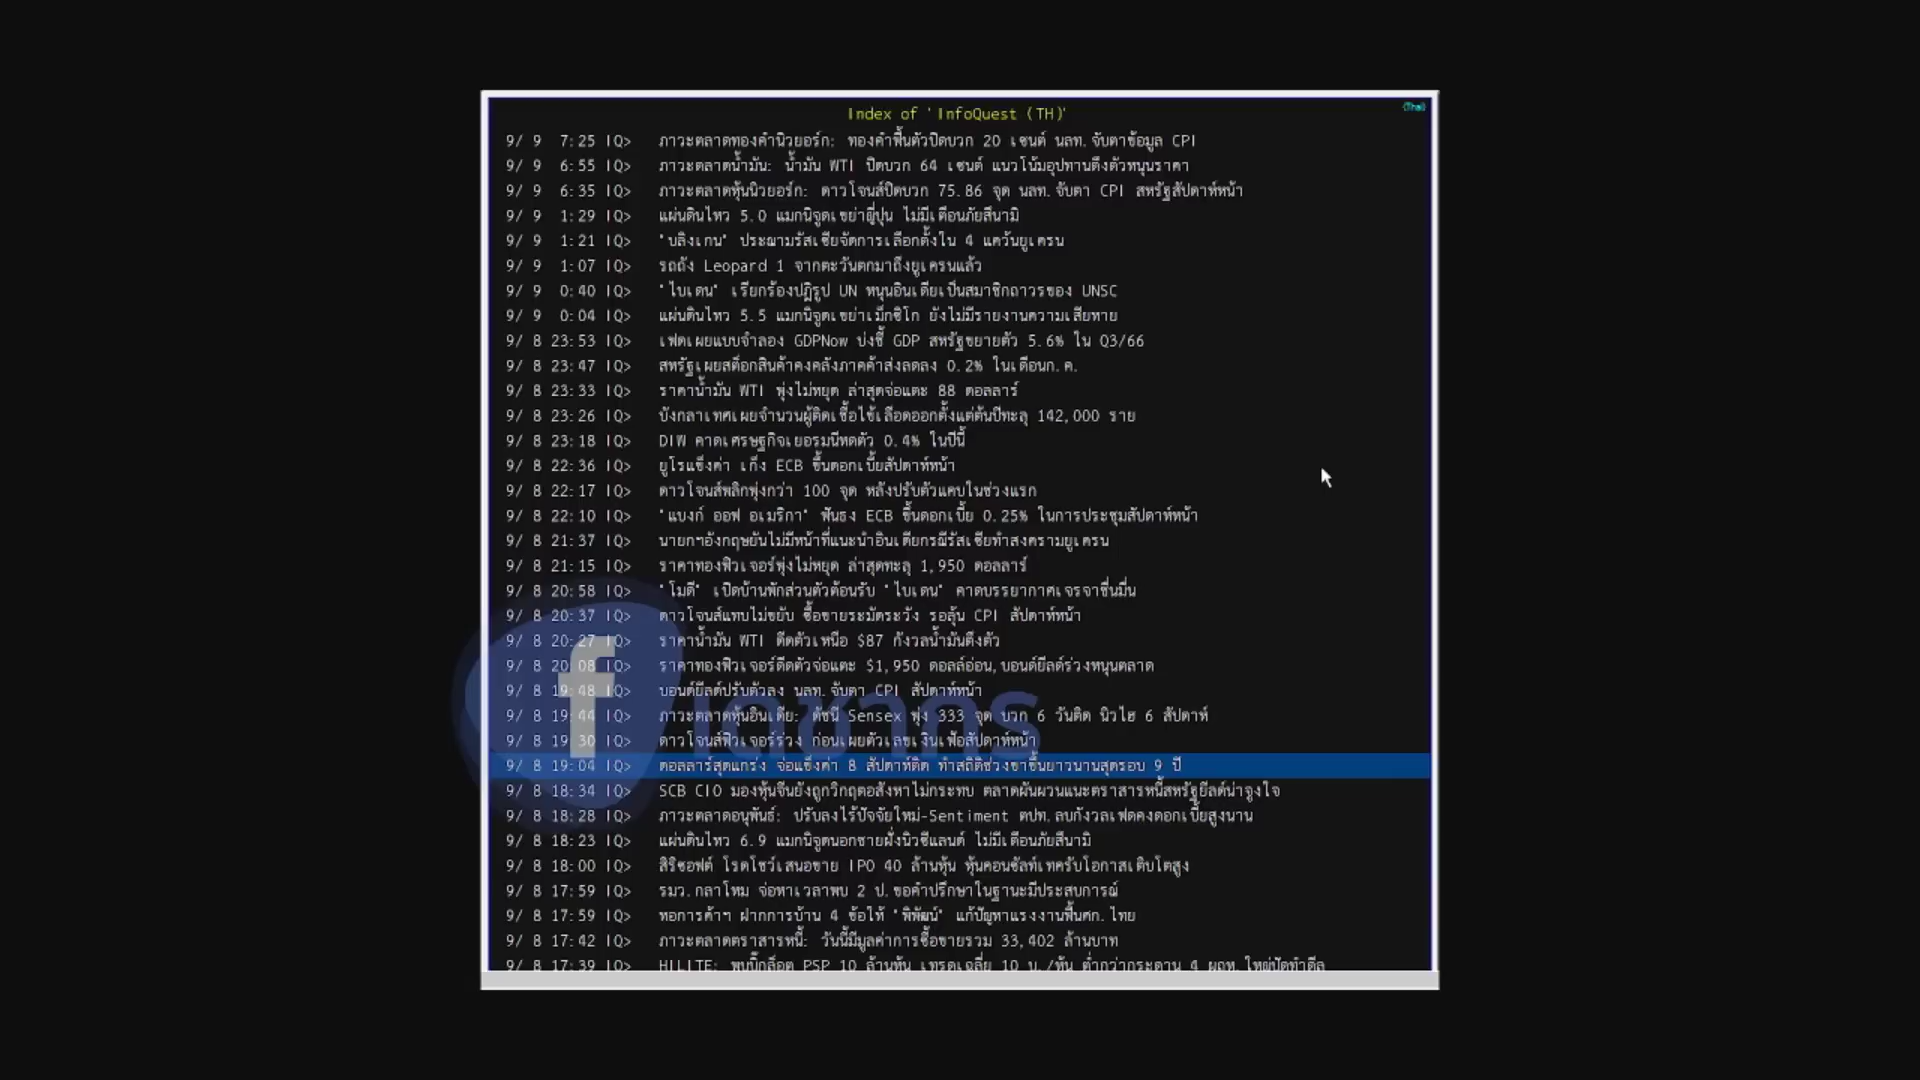 Index of 'InfoQuest (TH)'
(Thai)
9/ 9 7:25 IQ> ภาวะตลาดทองคำนิวยอร์ก: ทองคำฟื้นตัวปิดบวก 20 เซนต์ นลท.จับตาข้อมูล CPI
9/ 9 6:55 IQ> ภาวะตลาดน้ำมัน: น้ำมัน WTI ปิดบวก 64 เซนต์ แนวโน้มอุปทานตึงตัวหนุนราคา
9/ 9 6:35 IQ> ภาวะตลาดหุ้นนิวยอร์ก: ดาวโจนส์ปิดบวก 75.86 จุด นลท.จับตา CPI สหรัฐสัปดาห์หน้า
9/ 9 1:29 IQ> แผ่นดินไหว 5.0 แมกนิจูดเขย่าญี่ปุ่น ไม่มีเตือนภัยสึนามิ
9/ 9 1:21 IQ> "บลิงเกน" ประณามรัสเซียจัดการเลือกตั้งใน 4 แคว้นยูเครน
9/ 9 1:07 IQ> รถถัง Leopard 1 จากตะวันตกมาถึงยูเครนแล้ว
9/ 9 0:40 IQ> "ไบเดน" เรียกร้องปฏิรูป UN หนุนอินเดียเป็นสมาชิกถาวรของ UNSC
9/ 9 0:04 IQ> แผ่นดินไหว 5.5 แมกนิจูดเขย่าเม็กซิโก ยังไม่มีรายงานความเสียหาย
9/ 8 23:53 IQ> เฟดเผยแบบจำลอง GDPNow บ่งชี้ GDP สหรัฐขยายตัว 5.6% ใน Q3/66
9/ 8 23:47 IQ> สหรัฐเผยสต็อกสินค้าคงคลังภาคค้าส่งลดลง 0.2% ในเดือนก.ค.
9/ 8 23:33 IQ> ราคาน้ำมัน WTI พุ่งไม่หยุด ล่าสุดจ่อแตะ 88 ดอลลาร์
9/ 8 23:26 IQ> บังกลาเทศเผยจำนวนผู้ติดเชื้อไข้เลือดออกตั้งแต่ต้นปีทะลุ 142,000 ราย
9/ 8 23:18 IQ> DIW คาดเศรษฐกิจเยอรมนีหดตัว 0.4% ในปีนี้
9/ 8 22:36 IQ> ยูโรแข็งค่า เก็ง ECB ขึ้นดอกเบี้ยสัปดาห์หน้า
9/ 8 22:17 IQ> ดาวโจนส์พลิกพุ่งกว่า 100 จุด หลังปรับตัวแคบในช่วงแรก
9/ 8 22:10 IQ> "แบงก์ ออฟ อเมริกา" ฟันธง ECB ขึ้นดอกเบี้ย 0.25% ในการประชุมสัปดาห์หน้า
9/ 8 21:37 IQ> นายกฯอังกฤษยันไม่มีหน้าที่แนะนำอินเดียกรณีรัสเซียทำสงครามยูเครน
9/ 8 21:15 IQ> ราคาทองฟิวเจอร์พุ่งไม่หยุด ล่าสุดทะลุ 1,950 ดอลลาร์
9/ 8 20:58 IQ> "โมดี" เปิดบ้านพักส่วนตัวต้อนรับ "ไบเดน" คาดบรรยากาศเจรจาชื่นมื่น
9/ 8 20:37 IQ> ดาวโจนส์แทบไม่ขยับ ซื้อขายระมัดระวัง รอลุ้น CPI สัปดาห์หน้า
9/ 8 20:27 IQ> ราคาน้ำมัน WTI ดีดตัวเหนือ $87 กังวลน้ำมันตึงตัว
9/ 8 20:08 IQ> ราคาทองฟิวเจอร์ดีดตัวจ่อแตะ $1,950 ดอลล์อ่อน,บอนด์ยีลด์ร่วงหนุนตลาด
9/ 8 19:48 IQ> บอนด์ยีลด์ปรับตัวลง นลท.จับตา CPI สัปดาห์หน้า
9/ 8 19:44 IQ> ภาวะตลาดหุ้นอินเดีย: ดัชนี Sensex พุ่ง 333 จุด บวก 6 วันติด นิวไฮ 6 สัปดาห์
9/ 8 19:30 IQ> ดาวโจนส์ฟิวเจอร์ร่วง ก่อนเผยตัวเลขเงินเฟ้อสัปดาห์หน้า
9/ 8 19:04 IQ> ดอลลาร์สุดแกร่ง จ่อแข็งค่า 8 สัปดาห์ติด ทำสถิติช่วงขาขึ้นยาวนานสุดรอบ 9 ปี
9/ 8 18:34 IQ> SCB CIO มองหุ้นจีนยังถูกวิกฤตอสังหาไม่กระทบ ตลาดผันผวนแนะตราสารหนี้สหรัฐยีลด์น่าจูงใจ
9/ 8 18:28 IQ> ภาวะตลาดอนุพันธ์: ปรับลงไร้ปัจจัยใหม่-Sentiment ตปท.ลบกังวลเฟดคงดอกเบี้ยสูงนาน
9/ 8 18:23 IQ> แผ่นดินไหว 6.9 แมกนิจูดนอกชายฝั่งนิวซีแลนด์ ไม่มีเตือนภัยสึนามิ
9/ 8 18:00 IQ> สิริซอฟต์ โรดโชว์เสนอขาย IPO 40 ล้านหุ้น หุ้นคอนซัลท์เทครับโอกาสเติบโตสูง
9/ 8 17:59 IQ> รมว.กลาโหม จ่อหาเวลาพบ 2 ป.ขอคำปรึกษาในฐานะมีประสบการณ์
9/ 8 17:59 IQ> หอการค้าฯ ฝากการบ้าน 4 ข้อให้ "พิพัฒน์" แก้ปัญหาแรงงานฟื้นศก.ไทย
9/ 8 17:42 IQ> ภาวะตลาดตราสารหนี้: วันนี้มีมูลค่าการซื้อขายรวม 33,402 ล้านบาท
9/ 8 17:39 IQ> HILITE: พบบิ๊กล็อต PSP 10 ล้านหุ้น เทรดเฉลี่ย 10 บ./หุ้น ต่ำกว่ากระดาน 4 ผถห.ใหญ่ปัดทำดีล